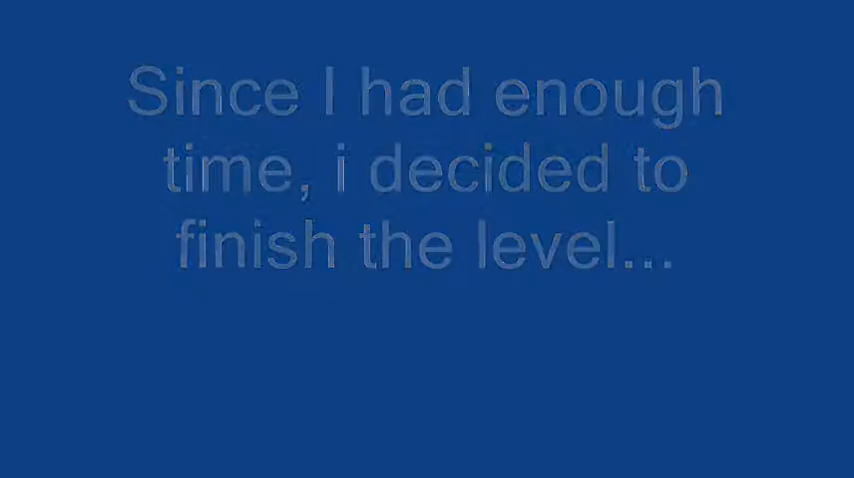 Since I had enough
time, i decided to
finish the level...